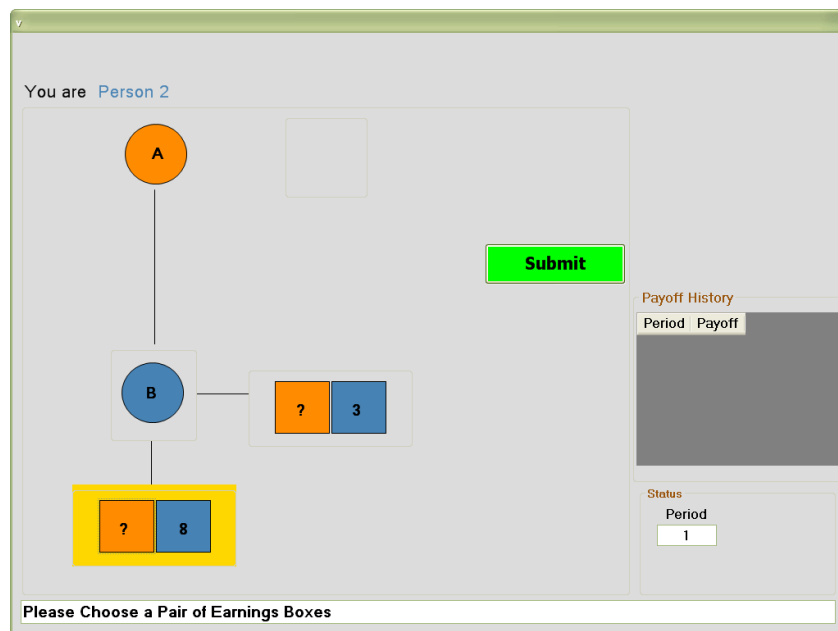 v
You are Person 2
A
Submit
Payoff History
Period Payoff
B
? 3
? 8
Status
Period
1
Please Choose a Pair of Earnings Boxes